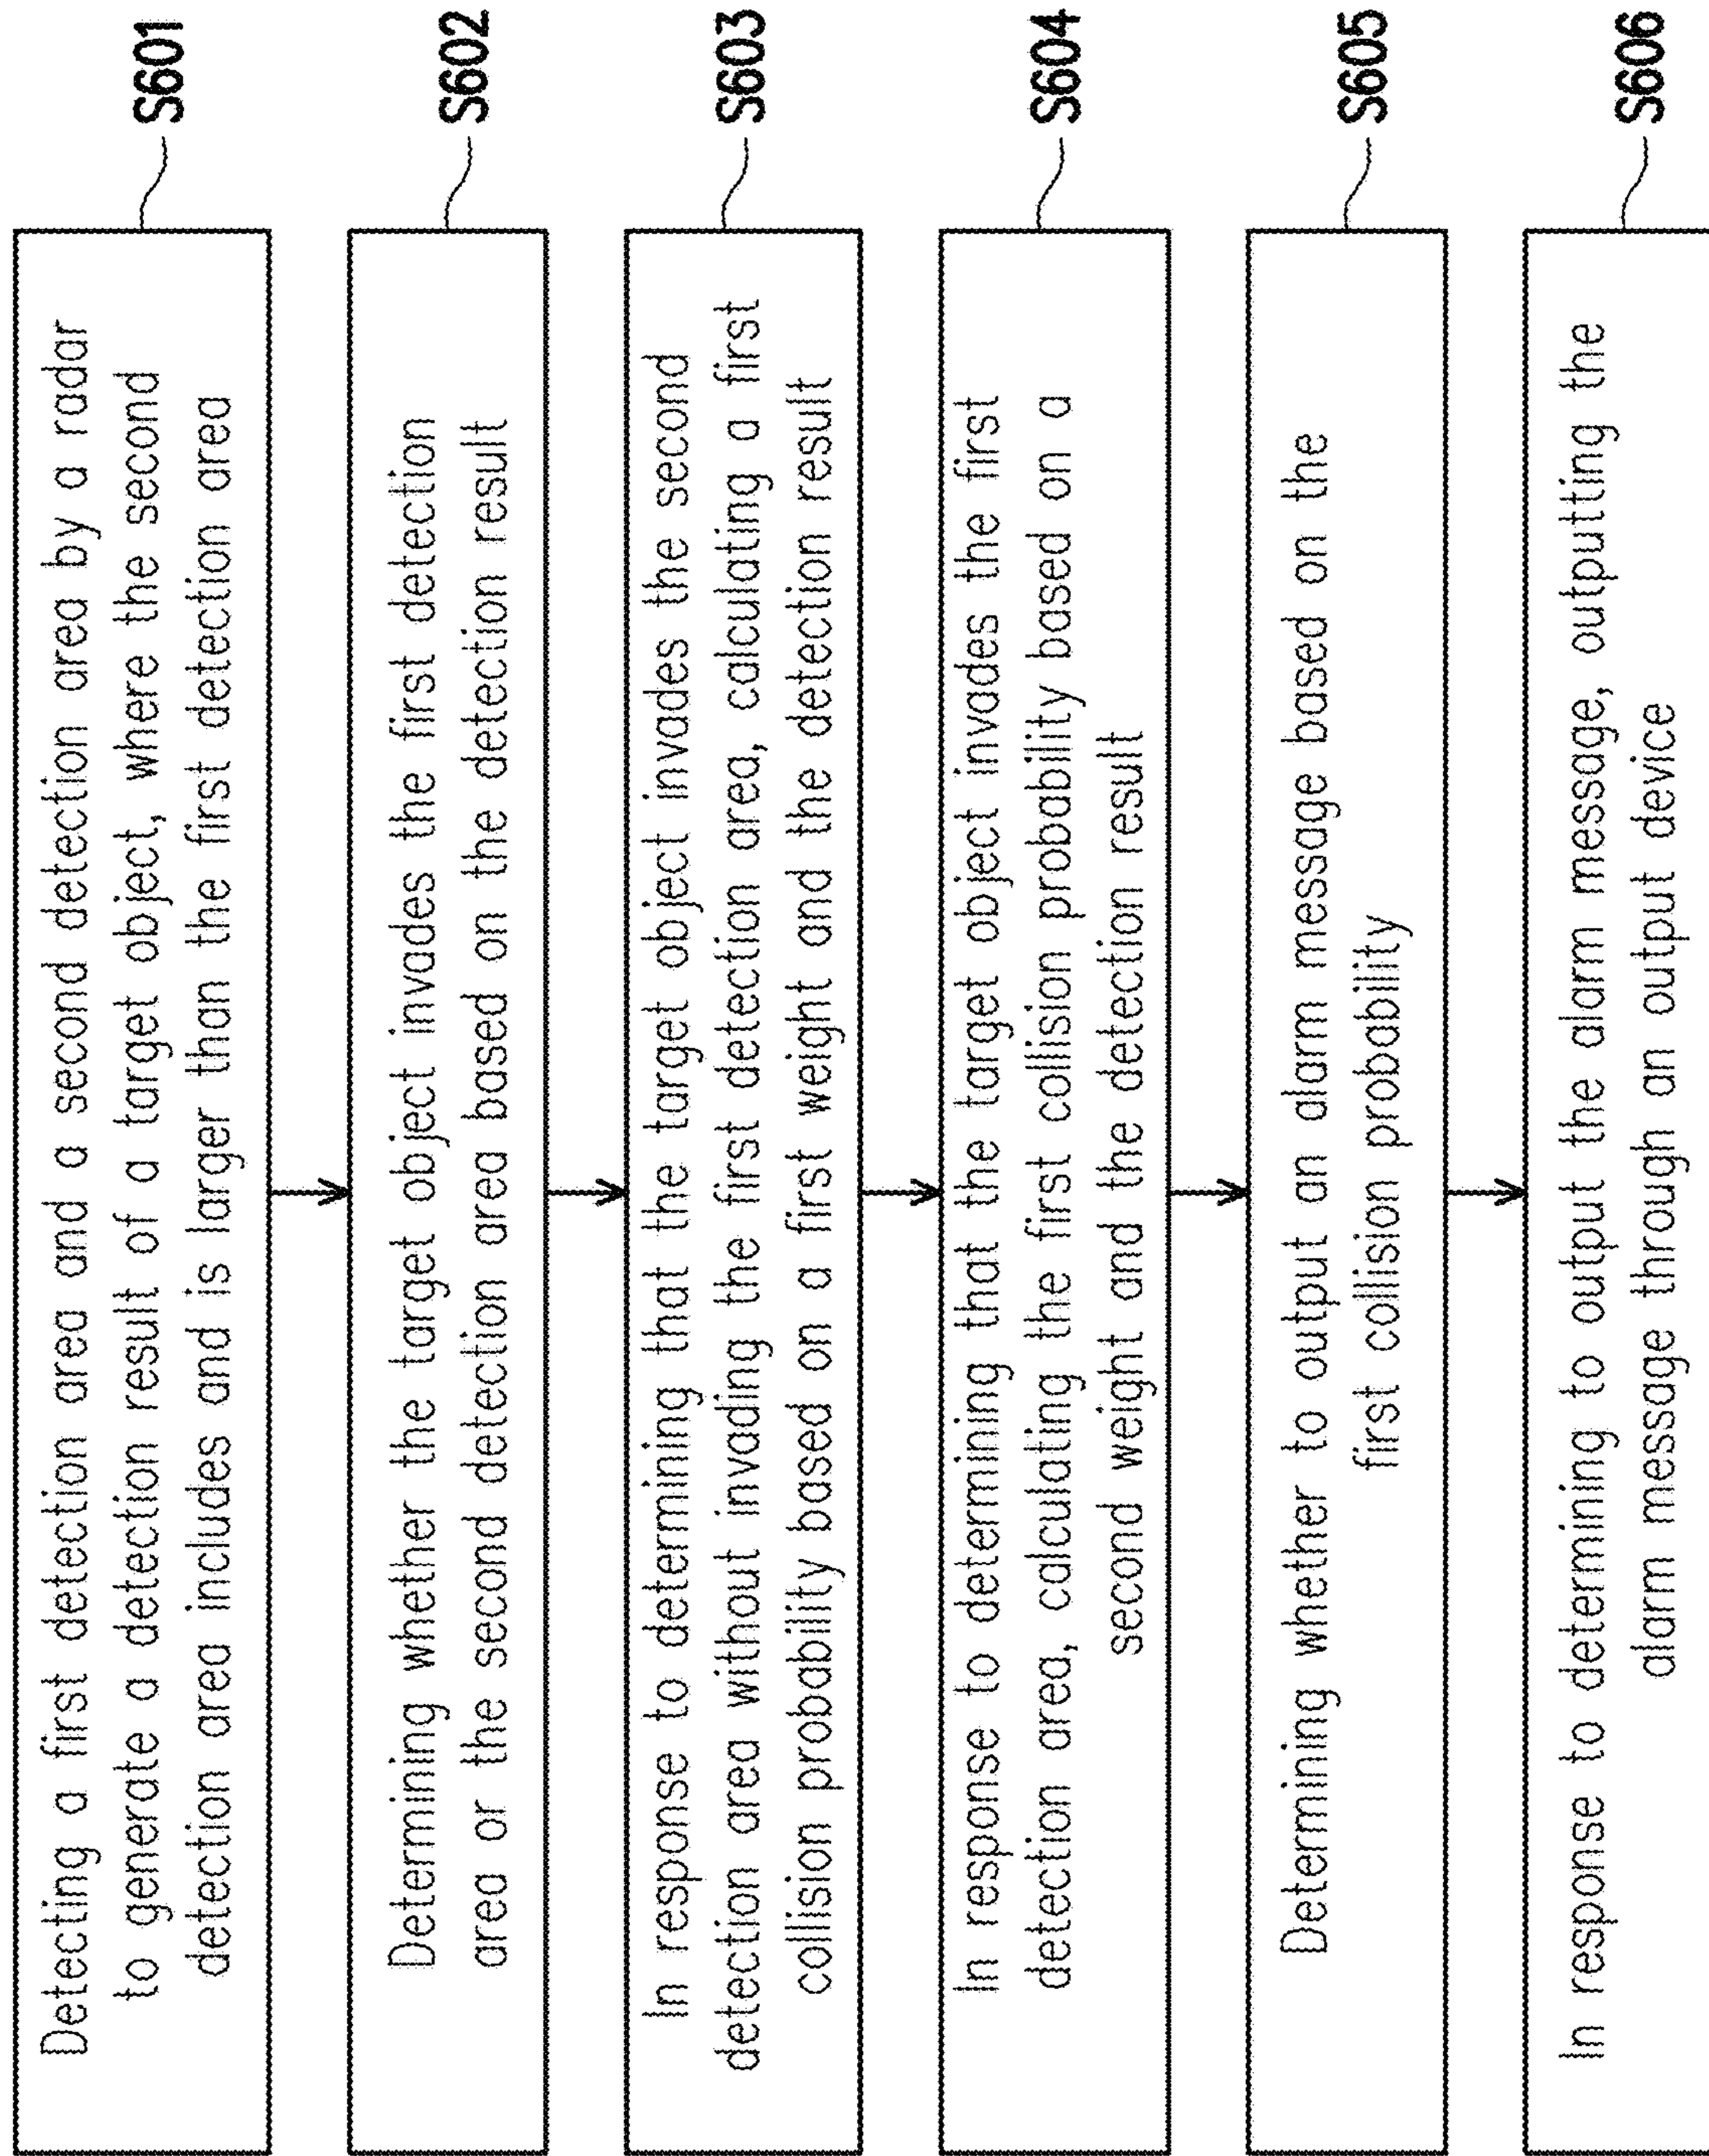 Detecting a first detection area and a second detection area by a radar
to generate a detection result of a target object, where the second
detection area includes and is larger than the first detection area
S601
Determining whether the target object invades the first detection
area or the second detection area based on the detection result
S602
In response to determining that the target object invades the second
detection area without invading the first detection area, calculating a first
collision probability based on a first weight and the detection result
S603
In response to determining that the target object invades the first
detection area, calculating the first collision probability based on a
second weight and the detection result
S604
Determining whether to output an alarm message based on the
first collision probability
S605
In response to determining to output the alarm message, outputting the
alarm message through an output device
S606